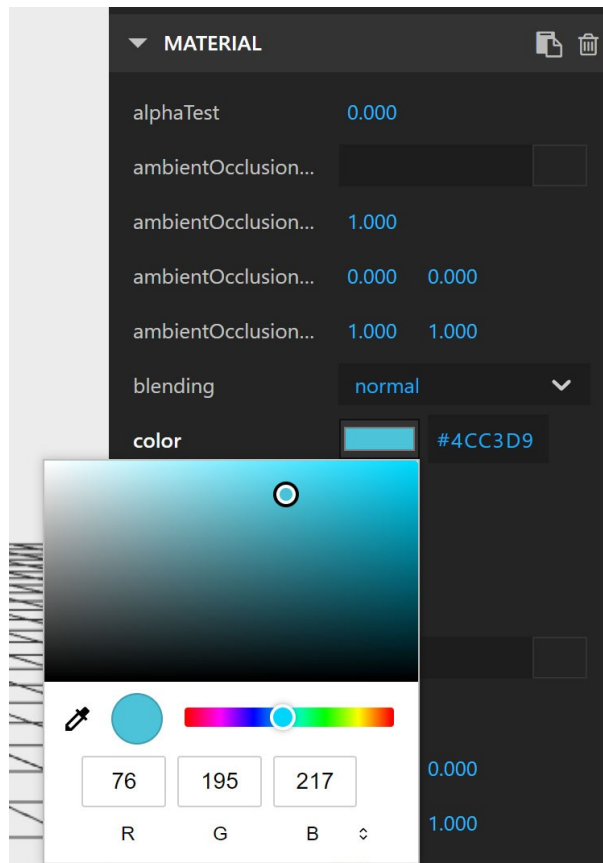 MATERIAL
alphaTest 0.000
ambientOcclusion...
ambientOcclusion... 1.000
ambientOcclusion... 0.000 0.000
ambientOcclusion... 1.000 1.000
blending normal
color #4CC3D9
76 195 217
R G B
0.000
1.000